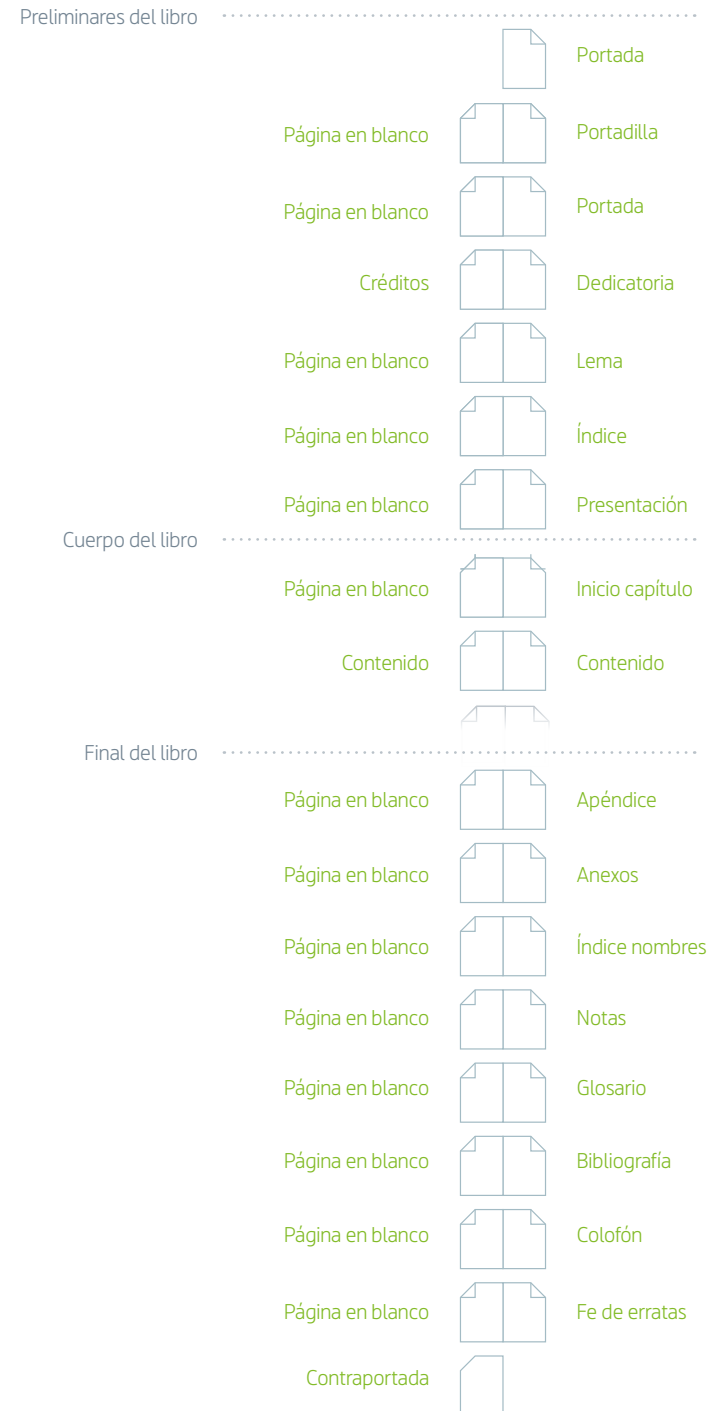 Preliminares del libro
Portada
Página en blanco Portadilla
Página en blanco Portada
Créditos Dedicatoria
Página en blanco Lema
Página en blanco Índice
Página en blanco Presentación
Cuerpo del libro
Página en blanco Inicio capítulo
Contenido Contenido
Final del libro
Página en blanco Apéndice
Página en blanco Anexos
Página en blanco Índice nombres
Página en blanco Notas
Página en blanco Glosario
Página en blanco Bibliografía
Página en blanco Colofón
Página en blanco Fe de erratas
Contraportada